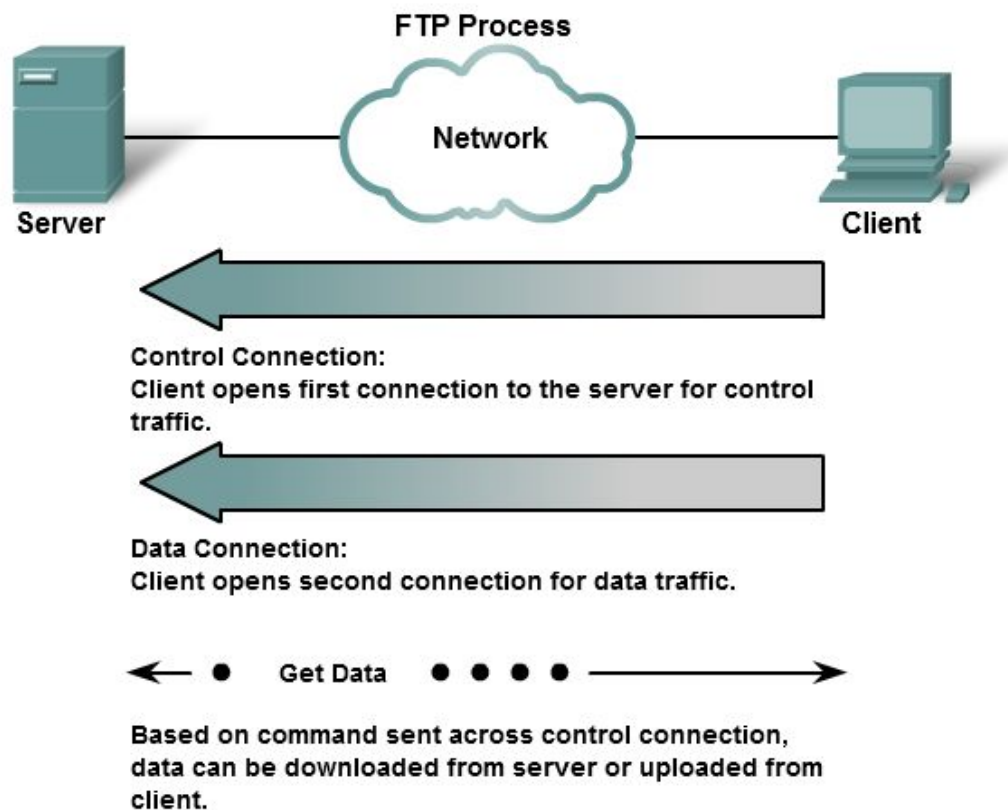 FTP Process
Network
Server
Client
Control Connection:
Client opens first connection to the server for control
traffic.
Data Connection:
Client opens second connection for data traffic.
Get Data
Based on command sent across control connection,
data can be downloaded from server or uploaded from
client.